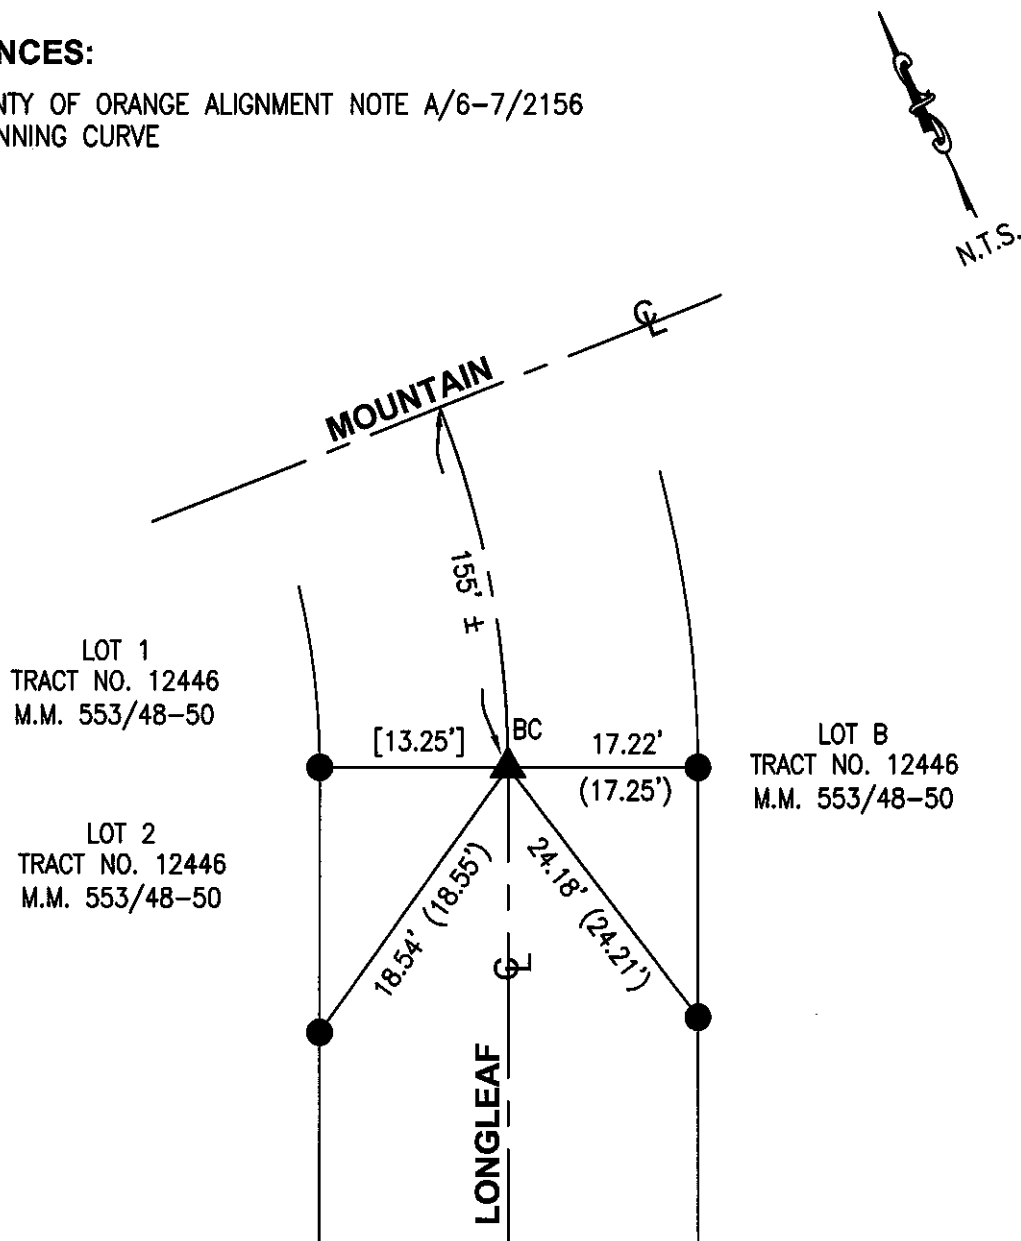 NCES:
NTY OF ORANGE ALIGNMENT NOTE A/6-7/2156
NNING CURVE
N.T.S.
℄
MOUNTAIN
155' ±
LOT 1
TRACT NO. 12446
M.M. 553/48-50
[13.25']
BC
17.22'
(17.25')
LOT B
TRACT NO. 12446
M.M. 553/48-50
LOT 2
TRACT NO. 12446
M.M. 553/48-50
18.54' (18.55')
24.18' (24.21')
℄
LONGLEAF